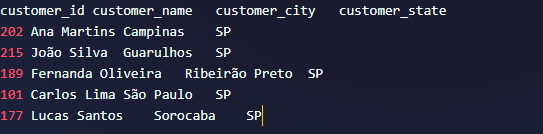 customer_id customer_name customer_city customer_state
202 Ana Martins Campinas SP
215 João Silva Guarulhos SP
189 Fernanda Oliveira Ribeirão Preto SP
101 Carlos Lima São Paulo SP
177 Lucas Santos Sorocaba SP